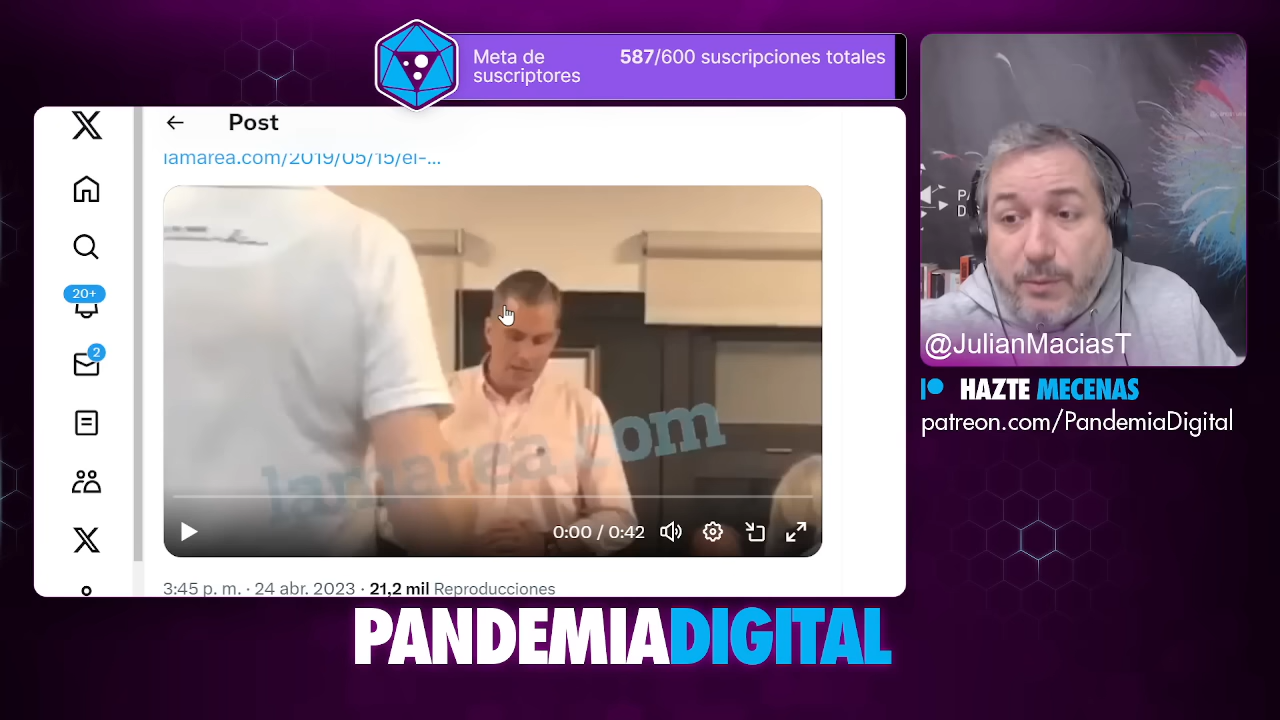 Meta de
suscriptores
587/600 suscripciones totales
Post
lamarea.com/2019/05/15/el-...
20+
2
lamarea.com
0:00 / 0:42
3:45 p. m. · 24 abr. 2023 · 21,2 mil Reproducciones
@JulianMaciasT
HAZTE MECENAS
patreon.com/PandemiaDigital
PANDEMIADIGITAL